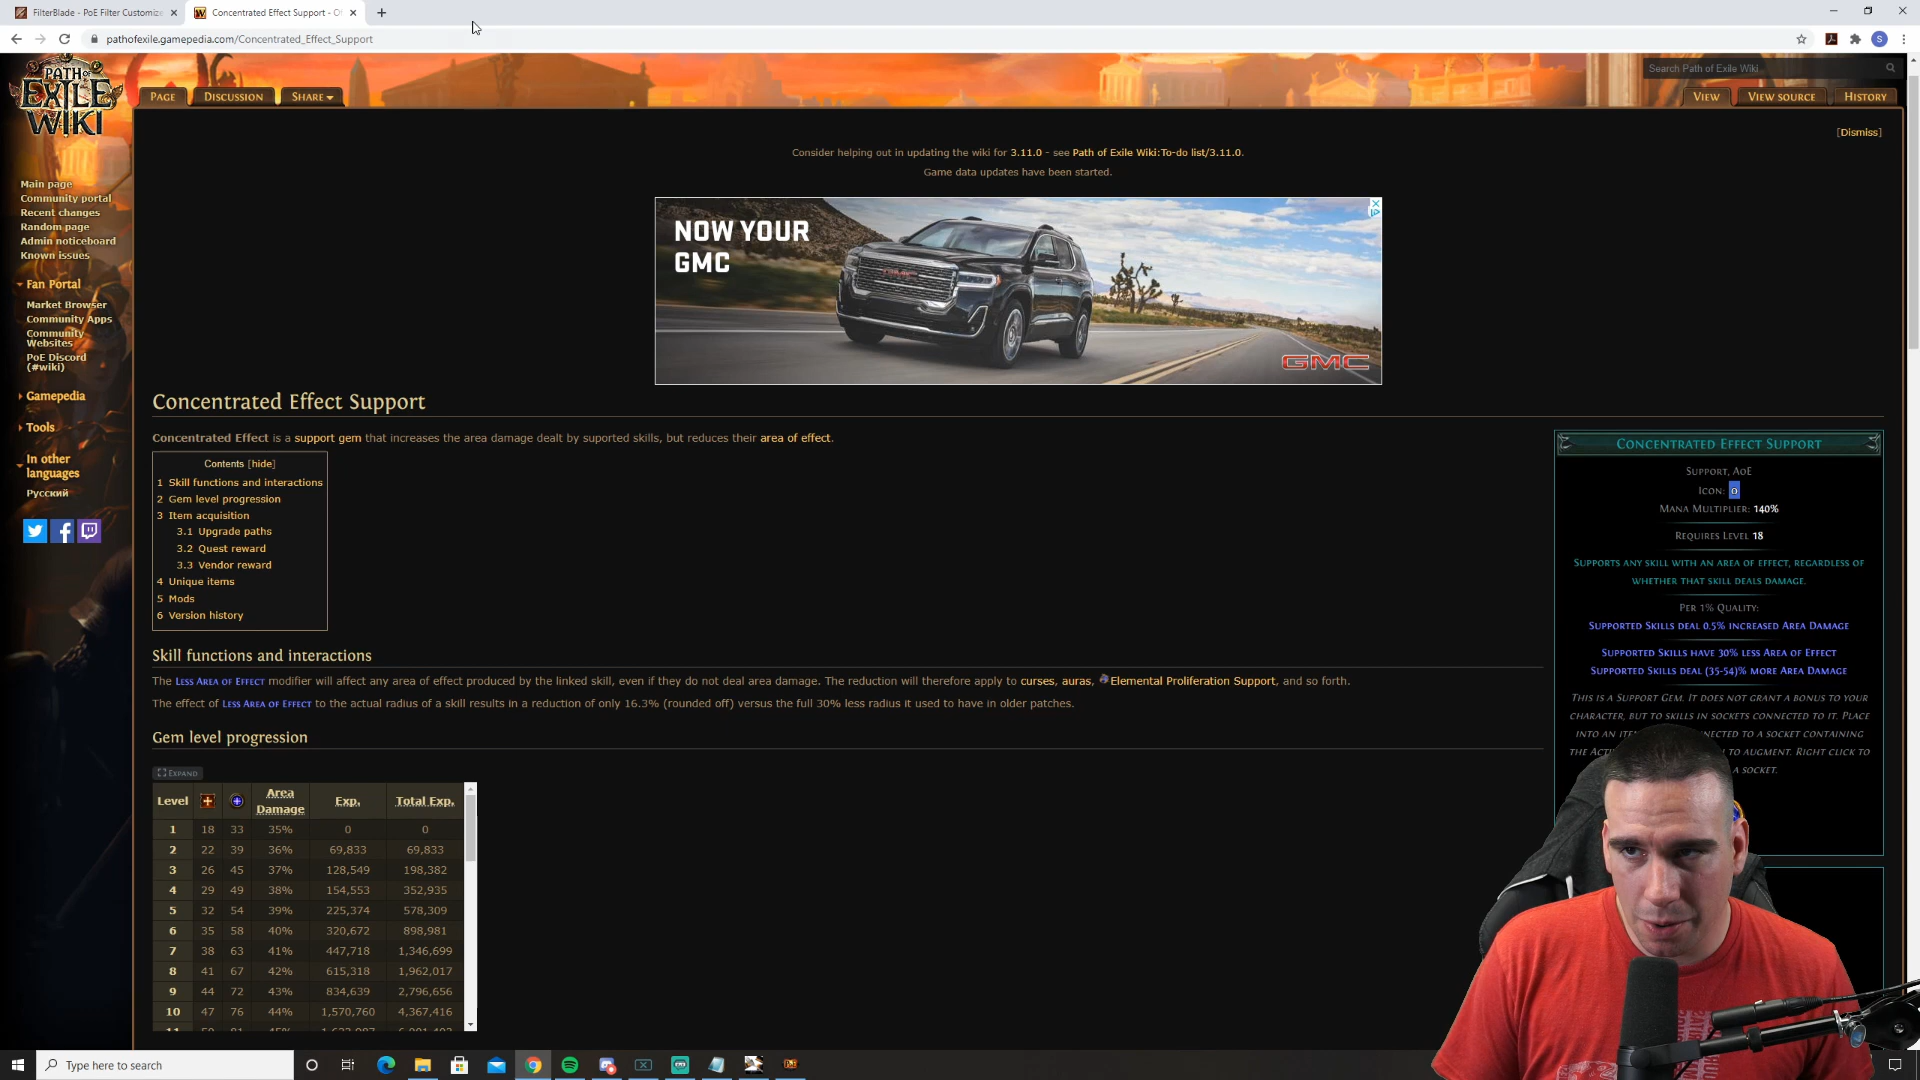 FilterBlade - PoE Filter Customize
Concentrated Effect Support - Of
pathofexile.gamepedia.com/Concentrated_Effect_Support
PATH OF
EXILE
WIKI
Page
Discussion
Share
Search Path of Exile Wiki
View
View source
History
[Dismiss]
Consider helping out in updating the wiki for 3.11.0 - see Path of Exile Wiki:To-do list/3.11.0.
Game data updates have been started.
Main page
Community portal
Recent changes
Random page
Admin noticeboard
Known issues
Fan Portal
Market Browser
Community Apps
Community
Websites
PoE Discord
(#wiki)
Gamepedia
Tools
In other
languages
Русский
NOW YOUR
GMC
GMC
Concentrated Effect Support
Concentrated Effect is a support gem that increases the area damage dealt by suported skills, but reduces their area of effect.
Contents [hide]
1 Skill functions and interactions
2 Gem level progression
3 Item acquisition
3.1 Upgrade paths
3.2 Quest reward
3.3 Vendor reward
4 Unique items
5 Mods
6 Version history
Skill functions and interactions
The Less Area of Effect modifier will affect any area of effect produced by the linked skill, even if they do not deal area damage. The reduction will therefore apply to curses, auras, Elemental Proliferation Support, and so forth.
The effect of Less Area of Effect to the actual radius of a skill results in a reduction of only 16.3% (rounded off) versus the full 30% less radius it used to have in older patches.
Gem level progression
Expand
Level Area Damage Exp. Total Exp.
1 18 33 35% 0 0
2 22 39 36% 69,833 69,833
3 26 45 37% 128,549 198,382
4 29 49 38% 154,553 352,935
5 32 54 39% 225,374 578,309
6 35 58 40% 320,672 898,981
7 38 63 41% 447,718 1,346,699
8 41 67 42% 615,318 1,962,017
9 44 72 43% 834,639 2,796,656
10 47 76 44% 1,570,760 4,367,416
Concentrated Effect Support
Support, AoE
Icon: o
Mana Multiplier: 140%
Requires Level 18
Supports any skill with an area of effect, regardless of
whether that skill deals damage.
Per 1% Quality:
Supported Skills deal 0.5% increased Area Damage
Supported Skills have 30% less Area of Effect
Supported Skills deal (35-54)% more Area Damage
This is a Support Gem. It does not grant a bonus to your
character, but to skills in sockets connected to it. Place
into an connected to a socket containing
the to augment. Right click to
a socket.
S
Type here to search